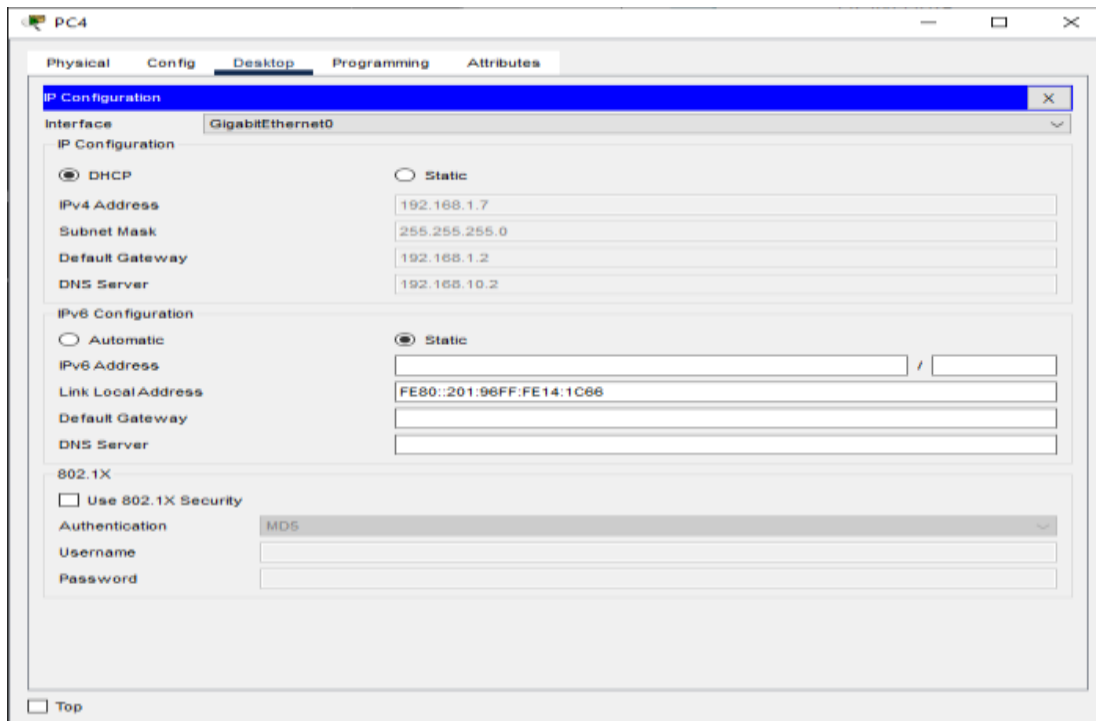 PC4
Physical Config Desktop Programming Attributes
IP Configuration X
Interface GigabitEthernet0
IP Configuration
DHCP Static
IPv4 Address 192.168.1.7
Subnet Mask 255.255.255.0
Default Gateway 192.168.1.2
DNS Server 192.168.10.2
IPv6 Configuration
Automatic Static
IPv6 Address /
Link Local Address FE80::201:96FF:FE14:1C66
Default Gateway
DNS Server
802.1X
Use 802.1X Security
Authentication MD5
Username
Password
Top